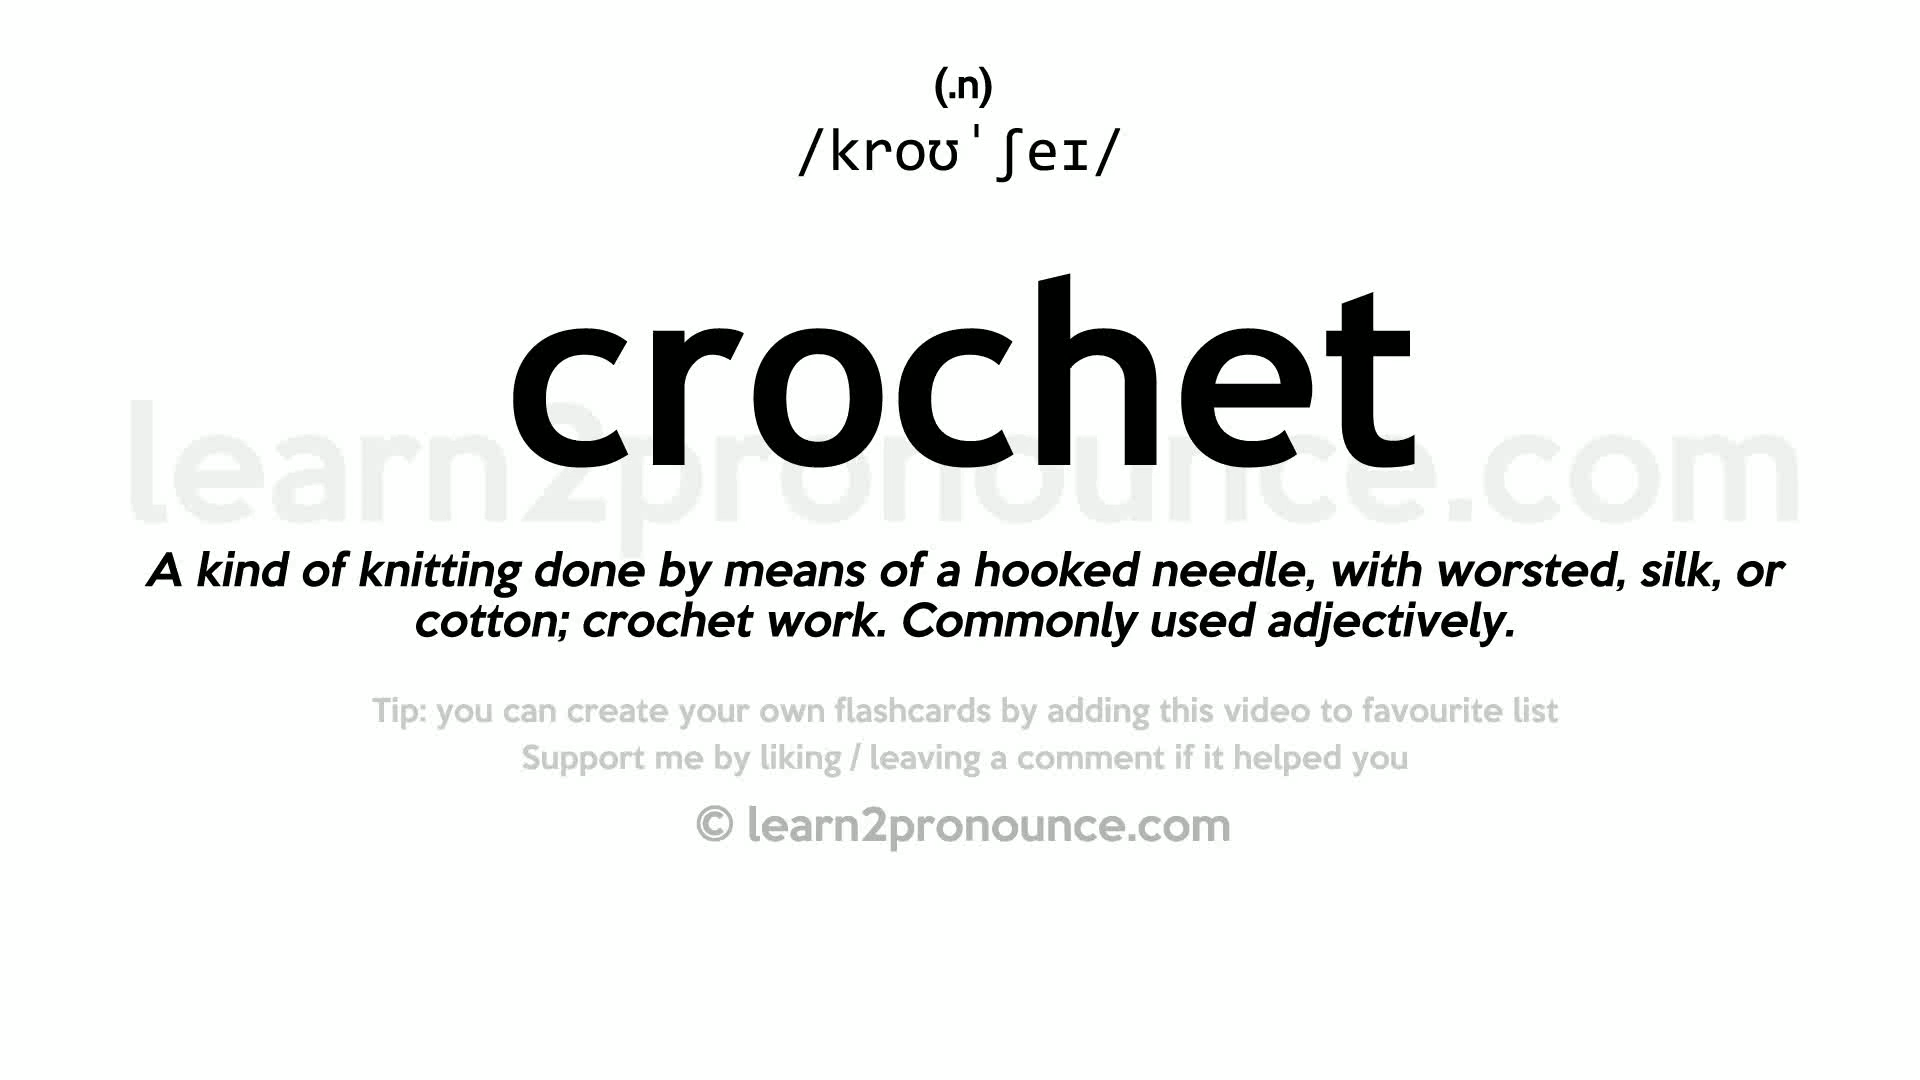 (.n)
/kroʊˈʃeɪ/
crochet
learn2pronounce.com
A kind of knitting done by means of a hooked needle, with worsted, silk, or
cotton; crochet work. Commonly used adjectively.
Tip: you can create your own flashcards by adding this video to favourite list
Support me by liking / leaving a comment if it helped you
© learn2pronounce.com